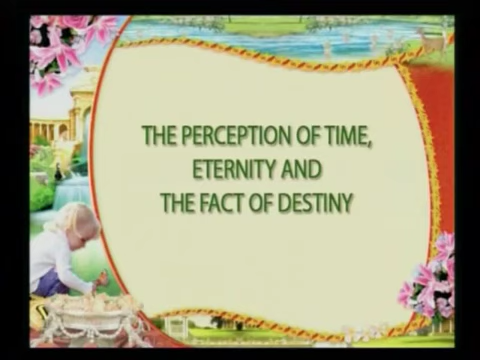 THE PERCEPTION OF TIME,
ETERNITY AND
THE FACT OF DESTINY